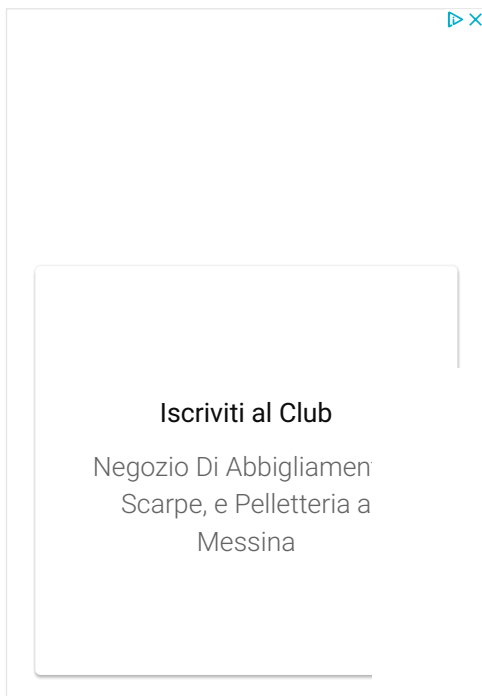 Iscriviti al Club
Negozio Di Abbigliamen
Scarpe, e Pelletteria a
Messina